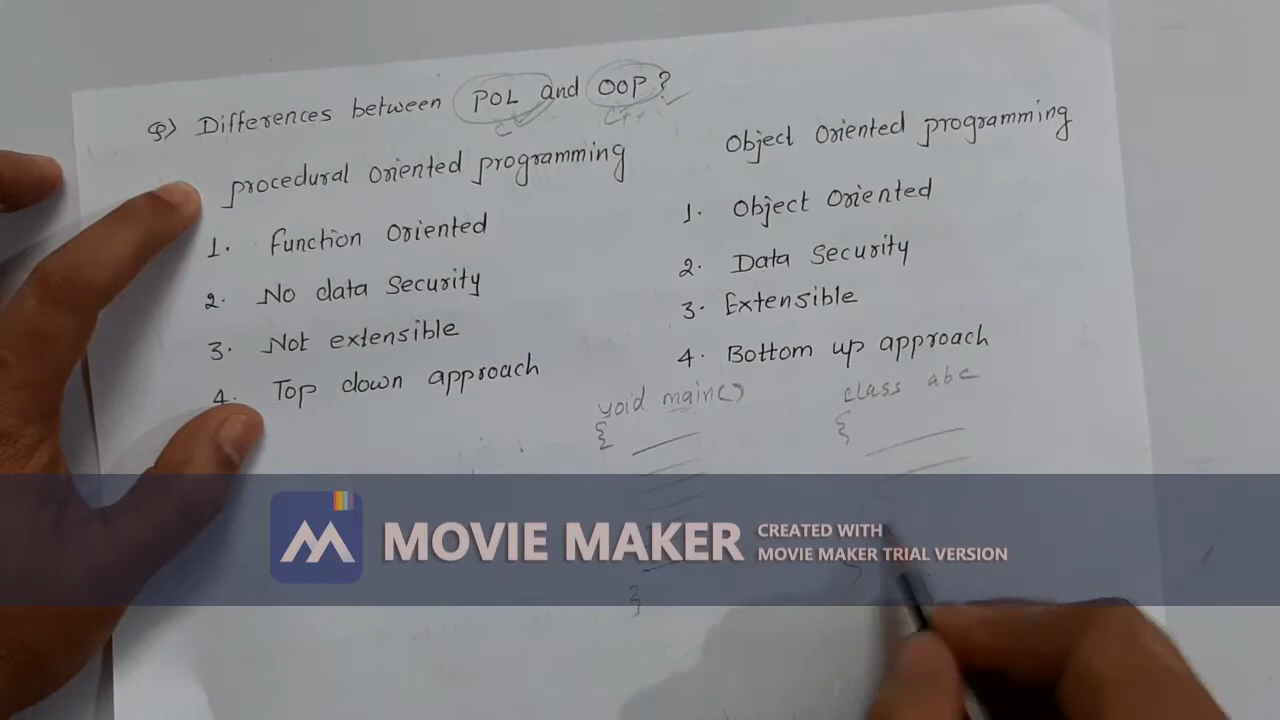 Q) Differences between POL and OOP?
C C++
Procedural Oriented programming
1. Function Oriented
2. No data Security
3. Not extensible
4. Top down approach
Object Oriented programming
1. Object Oriented
2. Data Security
3. Extensible
4. Bottom up approach
void main()
{
}
class abc
{
}
MOVIE MAKER
CREATED WITH
MOVIE MAKER TRIAL VERSION